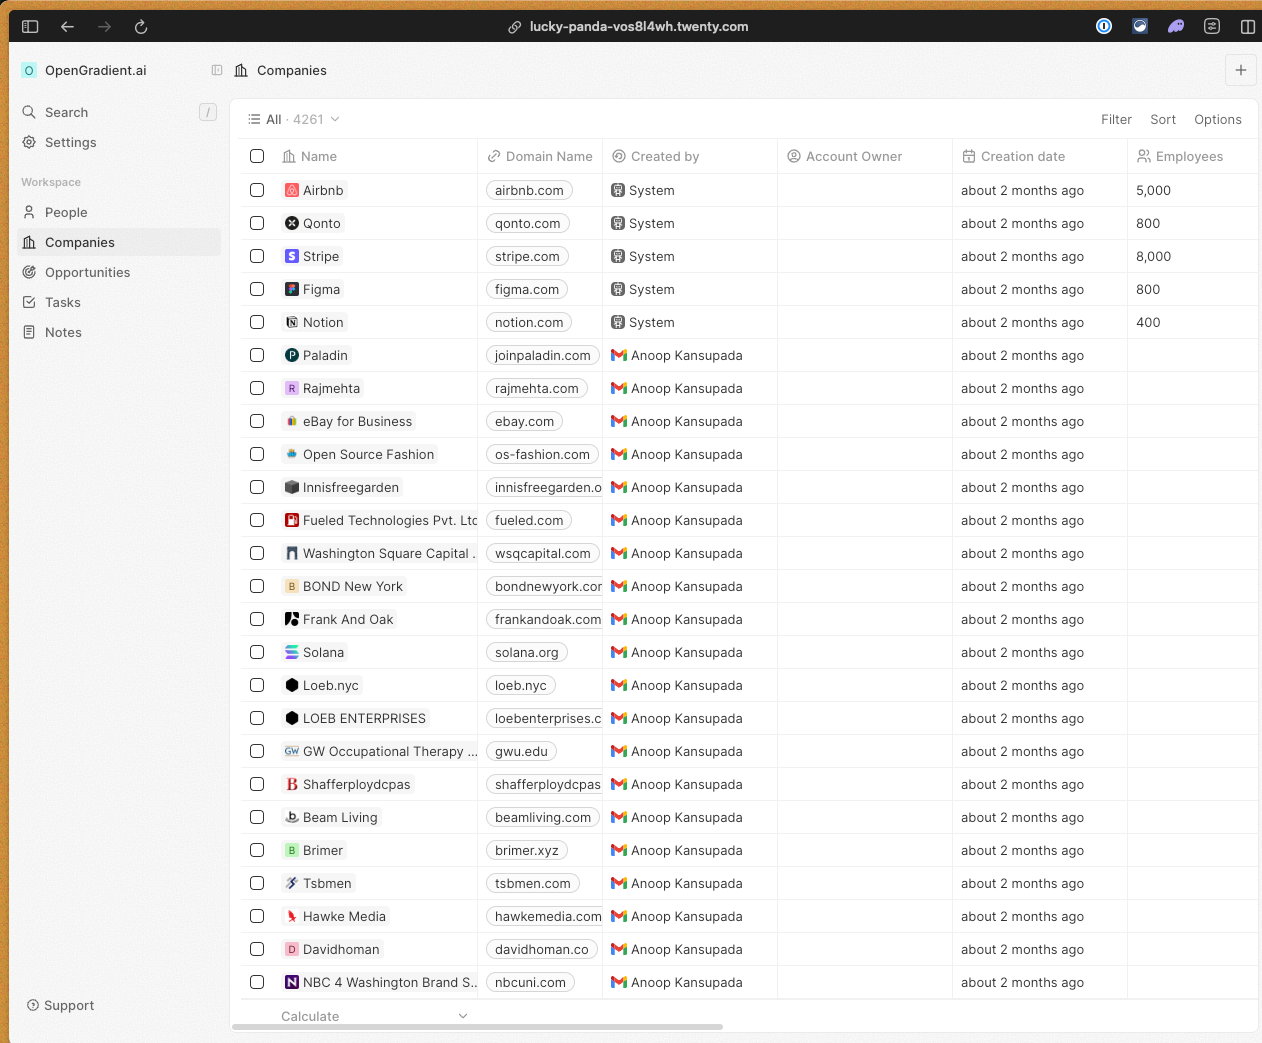 lucky-panda-vos8l4wh.twenty.com
O OpenGradient.ai
Companies
Search /
Settings
Workspace
People
Companies
Opportunities
Tasks
Notes
Support
All · 4261
Filter Sort Options
Name Domain Name Created by Account Owner Creation date Employees
Airbnb airbnb.com System about 2 months ago 5,000
Qonto qonto.com System about 2 months ago 800
Stripe stripe.com System about 2 months ago 8,000
Figma figma.com System about 2 months ago 800
Notion notion.com System about 2 months ago 400
P Paladin joinpaladin.com Anoop Kansupada about 2 months ago
R Rajmehta rajmehta.com Anoop Kansupada about 2 months ago
eBay for Business ebay.com Anoop Kansupada about 2 months ago
Open Source Fashion os-fashion.com Anoop Kansupada about 2 months ago
Innisfreegarden innisfreegarden.o Anoop Kansupada about 2 months ago
Fueled Technologies Pvt. Ltd fueled.com Anoop Kansupada about 2 months ago
Washington Square Capital . wsqcapital.com Anoop Kansupada about 2 months ago
B BOND New York bondnewyork.com Anoop Kansupada about 2 months ago
Frank And Oak frankandoak.com Anoop Kansupada about 2 months ago
Solana solana.org Anoop Kansupada about 2 months ago
Loeb.nyc loeb.nyc Anoop Kansupada about 2 months ago
LOEB ENTERPRISES loebenterprises.c Anoop Kansupada about 2 months ago
GW GW Occupational Therapy ... gwu.edu Anoop Kansupada about 2 months ago
B Shafferploydcpas shafferploydcpas Anoop Kansupada about 2 months ago
b Beam Living beamliving.com Anoop Kansupada about 2 months ago
B Brimer brimer.xyz Anoop Kansupada about 2 months ago
Tsbmen tsbmen.com Anoop Kansupada about 2 months ago
Hawke Media hawkemedia.com Anoop Kansupada about 2 months ago
D Davidhoman davidhoman.co Anoop Kansupada about 2 months ago
N NBC 4 Washington Brand S.. nbcuni.com Anoop Kansupada about 2 months ago
Calculate